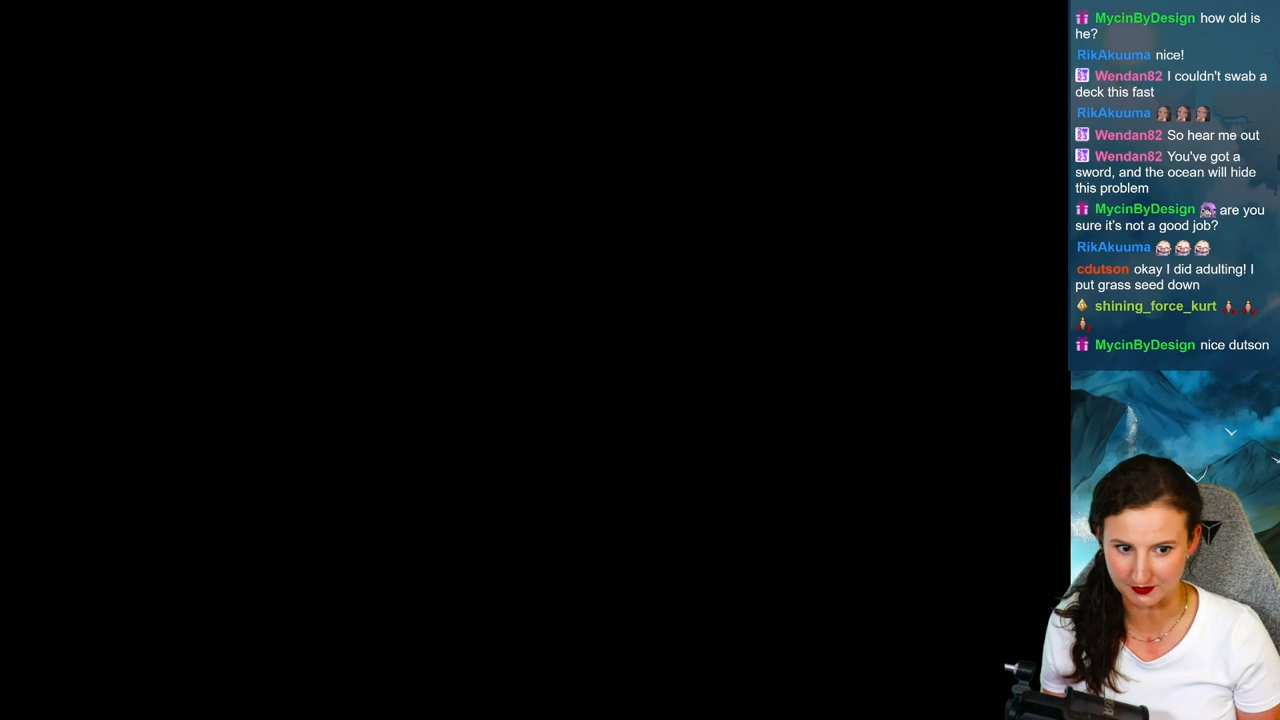 MycinByDesign how old is
he?
RikAkuuma nice!
Wendan82 I couldn't swab a
deck this fast
RikAkuuma
Wendan82 So hear me out
Wendan82 You've got a
sword, and the ocean will hide
this problem
MycinByDesign are you
sure it's not a good job?
RikAkuuma
cdutson okay I did adulting! I
put grass seed down
shining_force_kurt
MycinByDesign nice dutson